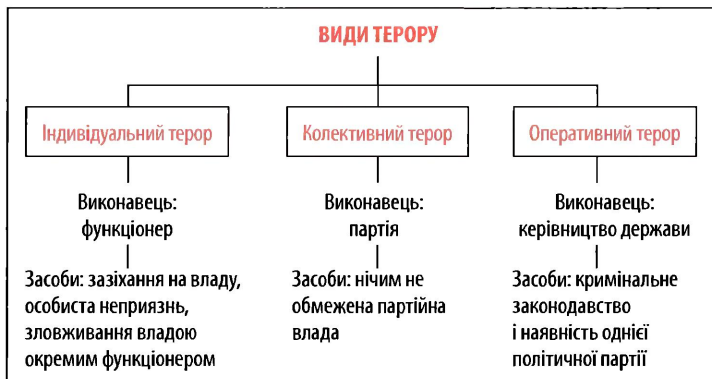 ВИДИ ТЕРОРУ
Індивідуальний терор
Колективний терор
Оперативний терор
Виконавець:
функціонер
Виконавець:
партія
Виконавець:
керівництво держави
Засоби: зазіхання на владу,
особиста неприязнь,
зловживання владою
окремим функціонером
Засоби: нічим не
обмежена партійна
влада
Засоби: кримінальне
законодавство
і наявність однієї
політичної партії